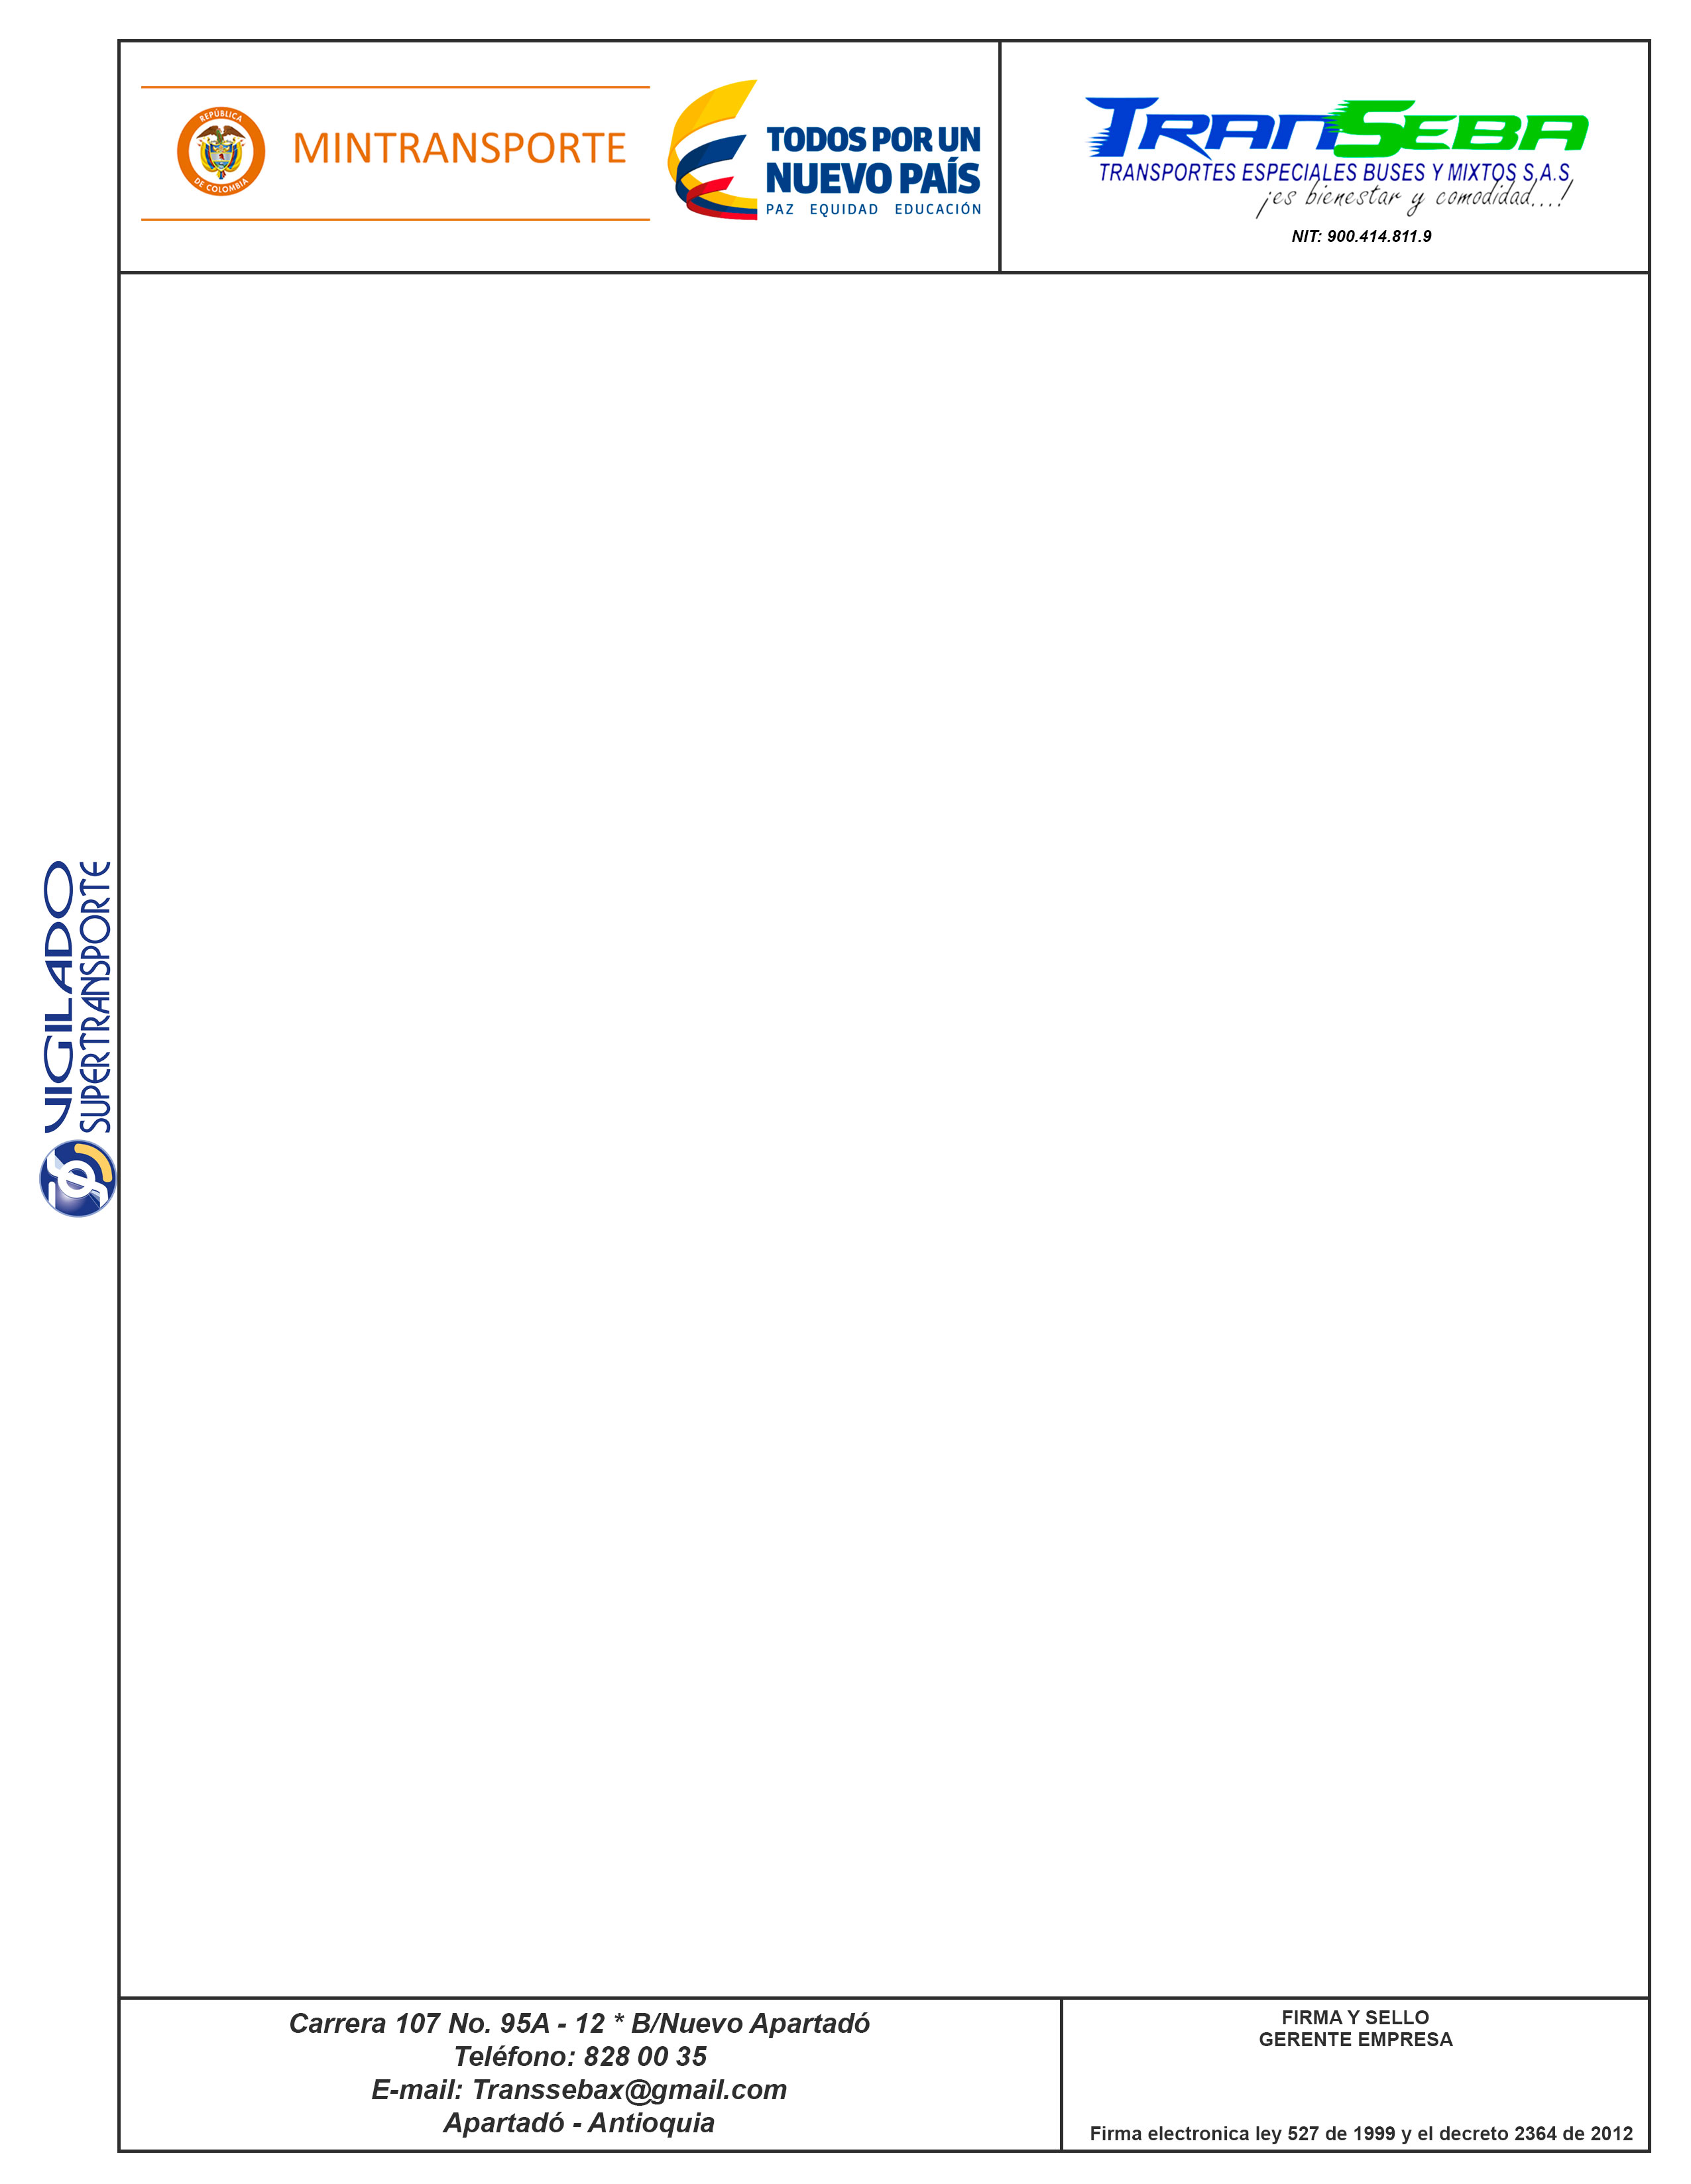 REPÚBLICA
DE COLOMBIA
MINTRANSPORTE
TODOS POR UN
NUEVO PAÍS
PAZ EQUIDAD EDUCACIÓN
TRANSEBA
TRANSPORTES ESPECIALES BUSES Y MIXTOS S,A.S
¡es bienestar y comodidad...!
NIT: 900.414.811.9
VIGILADO
SUPERTRANSPORTE
Carrera 107 No. 95A - 12 * B/Nuevo Apartadó
Teléfono: 828 00 35
E-mail: Transsebax@gmail.com
Apartadó - Antioquia
FIRMA Y SELLO
GERENTE EMPRESA
Firma electronica ley 527 de 1999 y el decreto 2364 de 2012